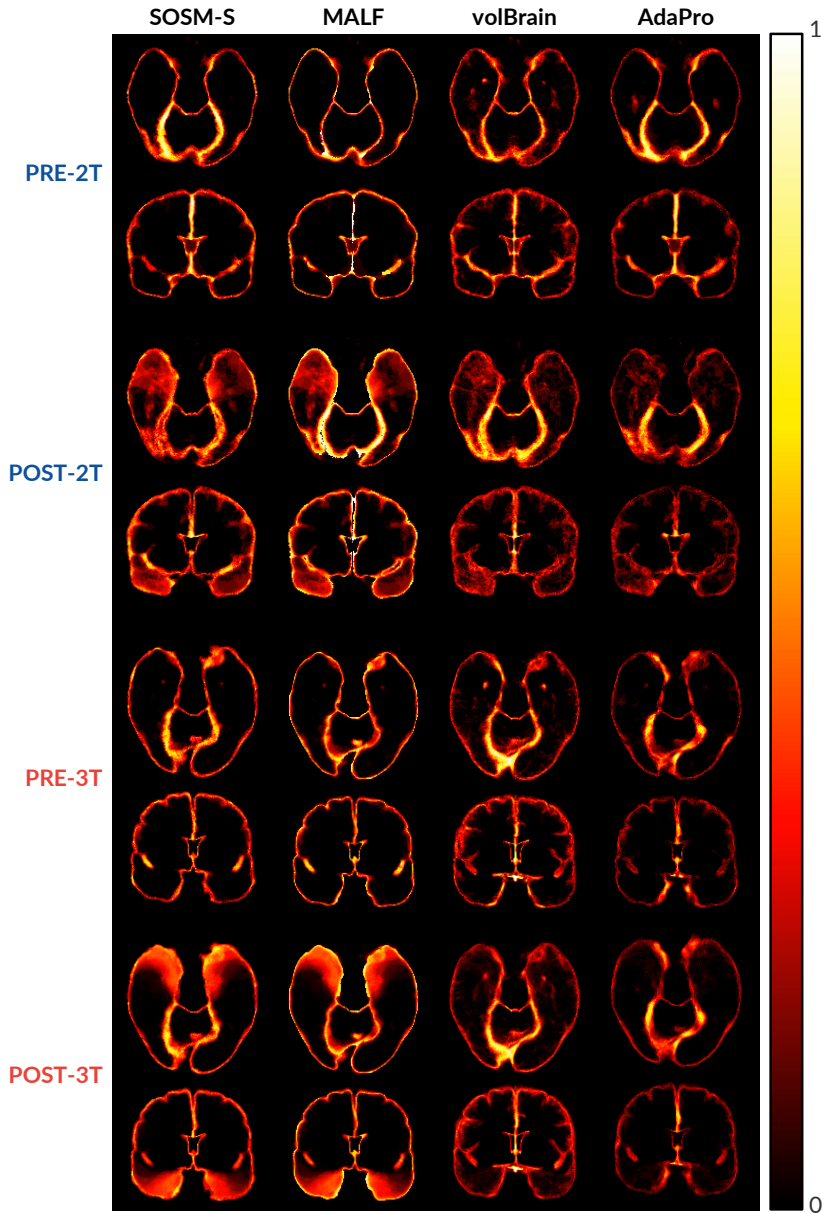 SOSM-S MALF volBrain AdaPro
1
PRE-2T
POST-2T
PRE-3T
POST-3T
0